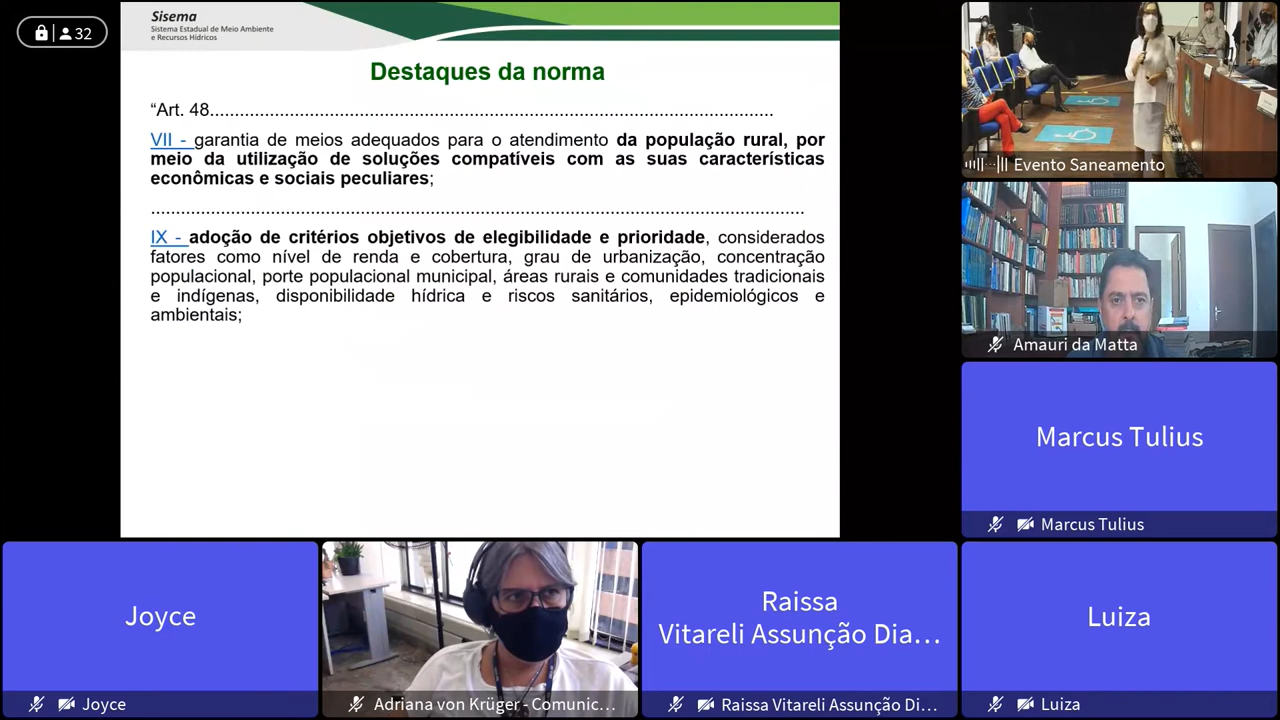 32
Sisema
Sistema Estadual de Meio Ambiente
e Recursos Hídricos
Destaques da norma
“Art. 48.................................................................................................................
VII - garantia de meios adequados para o atendimento da população rural, por
meio da utilização de soluções compatíveis com as suas características
econômicas e sociais peculiares;
...................................................................................................................................
IX - adoção de critérios objetivos de elegibilidade e prioridade, considerados
fatores como nível de renda e cobertura, grau de urbanização, concentração
populacional, porte populacional municipal, áreas rurais e comunidades tradicionais
e indígenas, disponibilidade hídrica e riscos sanitários, epidemiológicos e
ambientais;
Evento Saneamento
Amauri da Matta
Marcus Tulius
Marcus Tulius
Joyce
Joyce
Adriana von Krüger - Comunic...
Raissa
Vitareli Assunção Dia...
Raissa Vitareli Assunção Di...
Luiza
Luiza